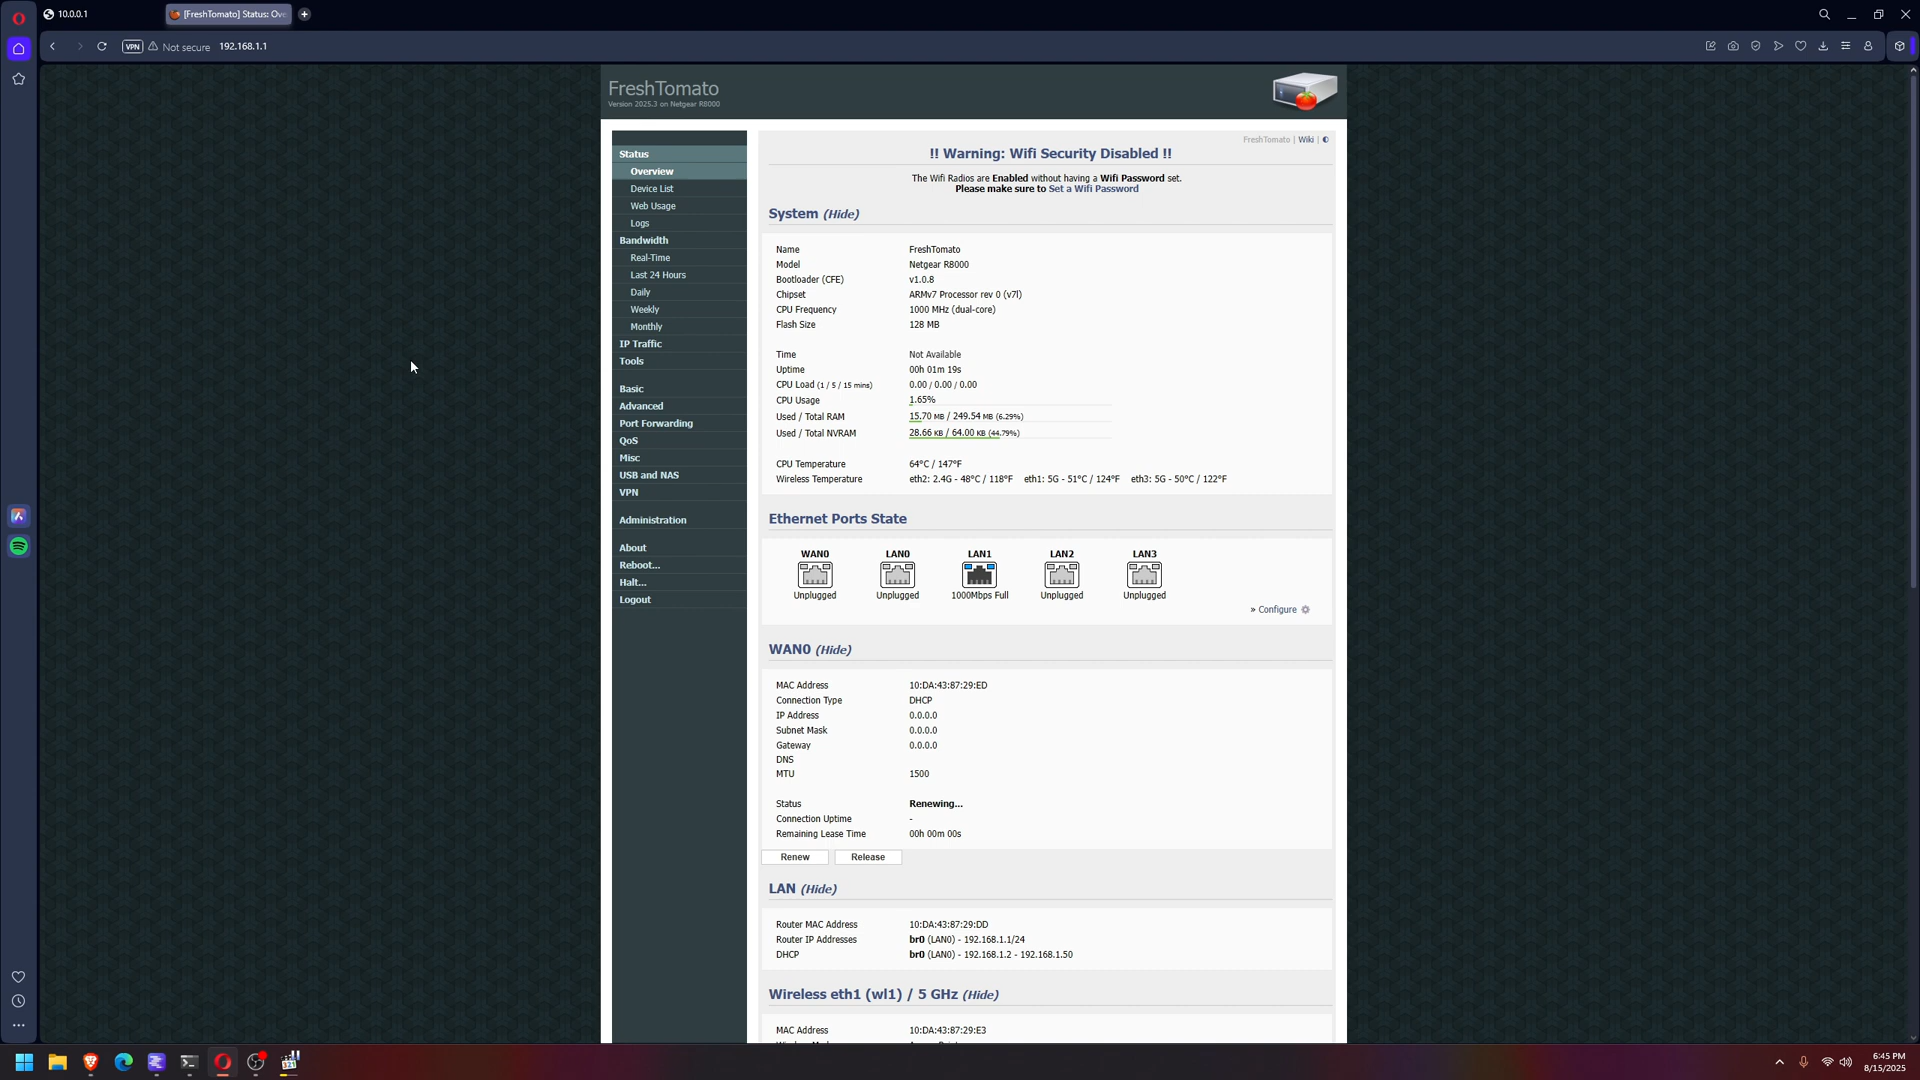 10.0.0.1
[FreshTomato] Status: Ove
VPN
Not secure
192.168.1.1
FreshTomato
Version 2025.3 on Netgear R8000
FreshTomato | Wiki |
Status
Overview
Device List
Web Usage
Logs
Bandwidth
Real-Time
Last 24 Hours
Daily
Weekly
Monthly
IP Traffic
Tools
Basic
Advanced
Port Forwarding
QoS
Misc
USB and NAS
VPN
Administration
About
Reboot...
Halt...
Logout
!! Warning: Wifi Security Disabled !!
The Wifi Radios are Enabled without having a Wifi Password set.
Please make sure to Set a Wifi Password
System (Hide)
Name FreshTomato
Model Netgear R8000
Bootloader (CFE) v1.0.8
Chipset ARMv7 Processor rev 0 (v7l)
CPU Frequency 1000 MHz (dual-core)
Flash Size 128 MB
Time Not Available
Uptime 00h 01m 19s
CPU Load (1 / 5 / 15 mins) 0.00 / 0.00 / 0.00
CPU Usage 1.65%
Used / Total RAM 15.70 MB / 249.54 MB (6.29%)
Used / Total NVRAM 28.66 KB / 64.00 KB (44.79%)
CPU Temperature 64°C / 147°F
Wireless Temperature eth2: 2.4G - 48°C / 118°F eth1: 5G - 51°C / 124°F eth3: 5G - 50°C / 122°F
Ethernet Ports State
WAN0 LAN0 LAN1 LAN2 LAN3
Unplugged Unplugged 1000Mbps Full Unplugged Unplugged
» Configure
WAN0 (Hide)
MAC Address 10:DA:43:87:29:ED
Connection Type DHCP
IP Address 0.0.0.0
Subnet Mask 0.0.0.0
Gateway 0.0.0.0
DNS
MTU 1500
Status Renewing...
Connection Uptime -
Remaining Lease Time 00h 00m 00s
Renew Release
LAN (Hide)
Router MAC Address 10:DA:43:87:29:DD
Router IP Addresses br0 (LAN0) - 192.168.1.1/24
DHCP br0 (LAN0) - 192.168.1.2 - 192.168.1.50
Wireless eth1 (wl1) / 5 GHz (Hide)
MAC Address 10:DA:43:87:29:E3
321
6:45 PM
8/15/2025